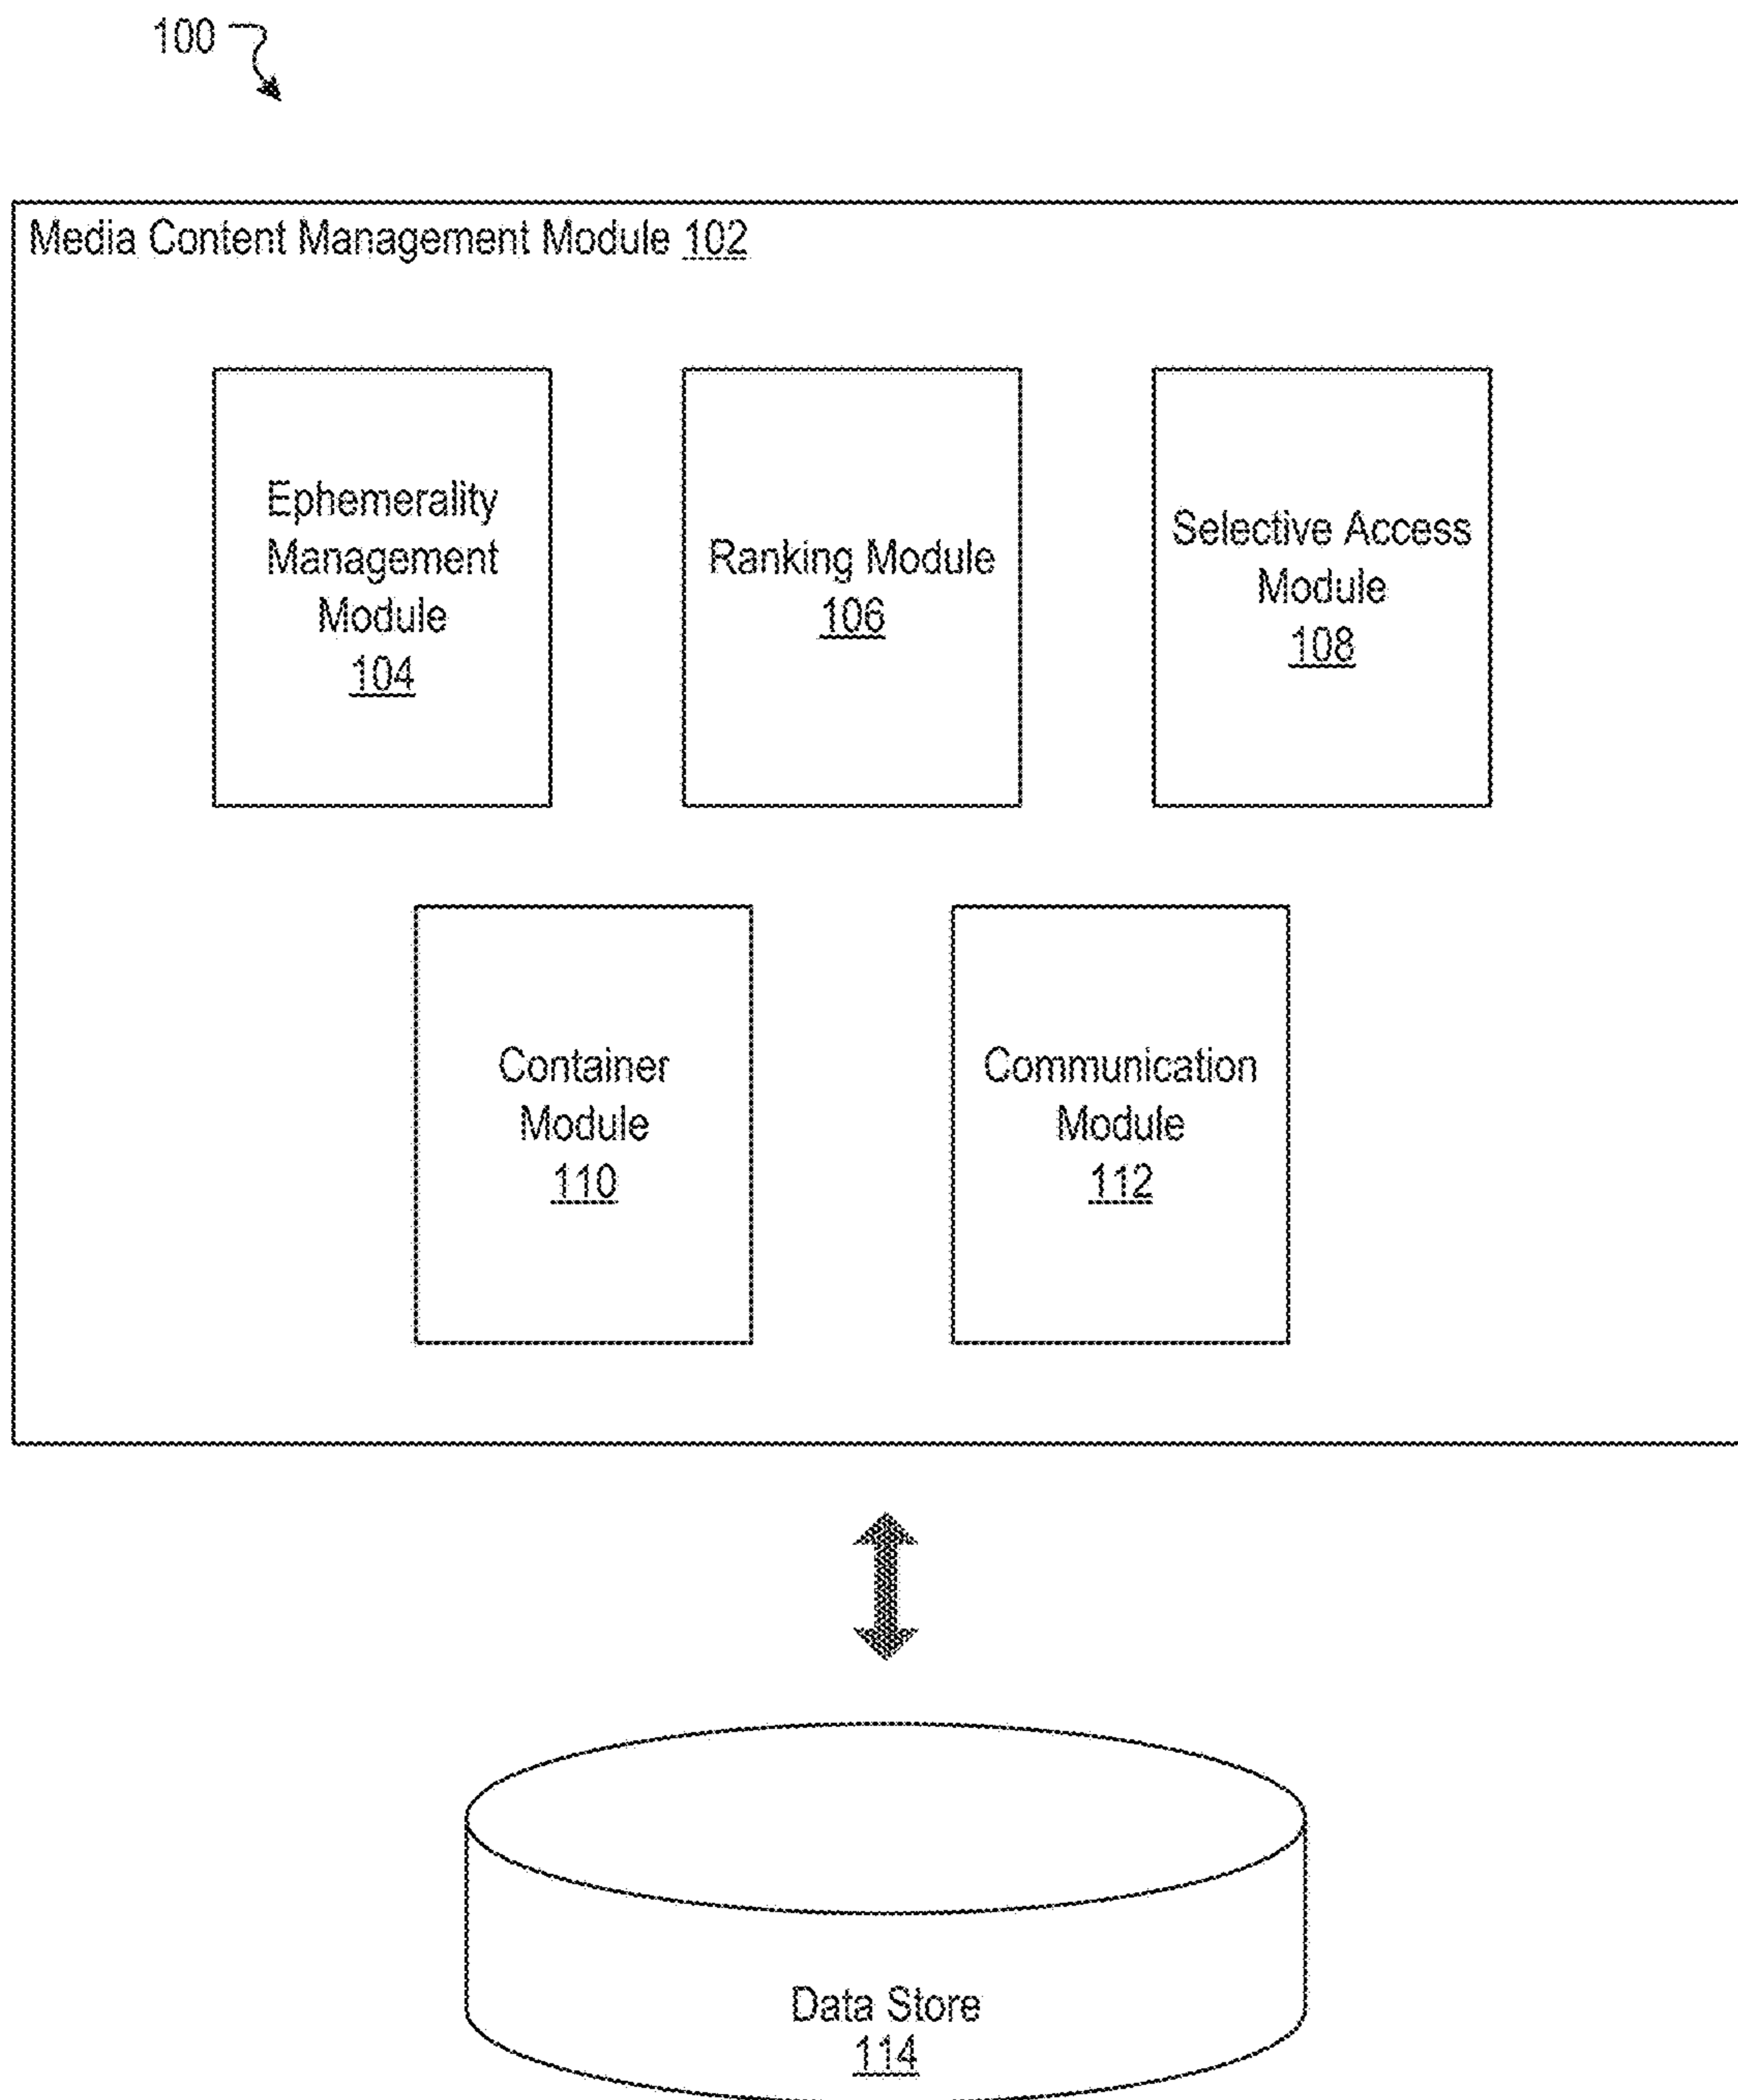 100
Media Content Management Module 102
Ephemerality
Management
Module
104
Ranking Module
106
Selective Access
Module
108
Container
Module
110
Communication
Module
112
Data Store
114